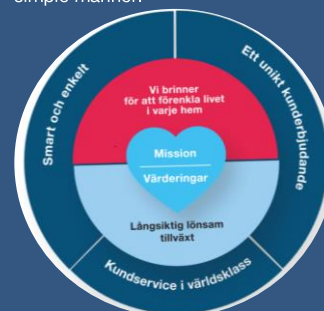 simple manner.
Smart och enkelt
Ett unikt kunderbjudande
Vi brinner
för att förenkla livet
i varje hem
Mission
Värderingar
Långsiktig lönsam
tillväxt
Kundservice i världsklass